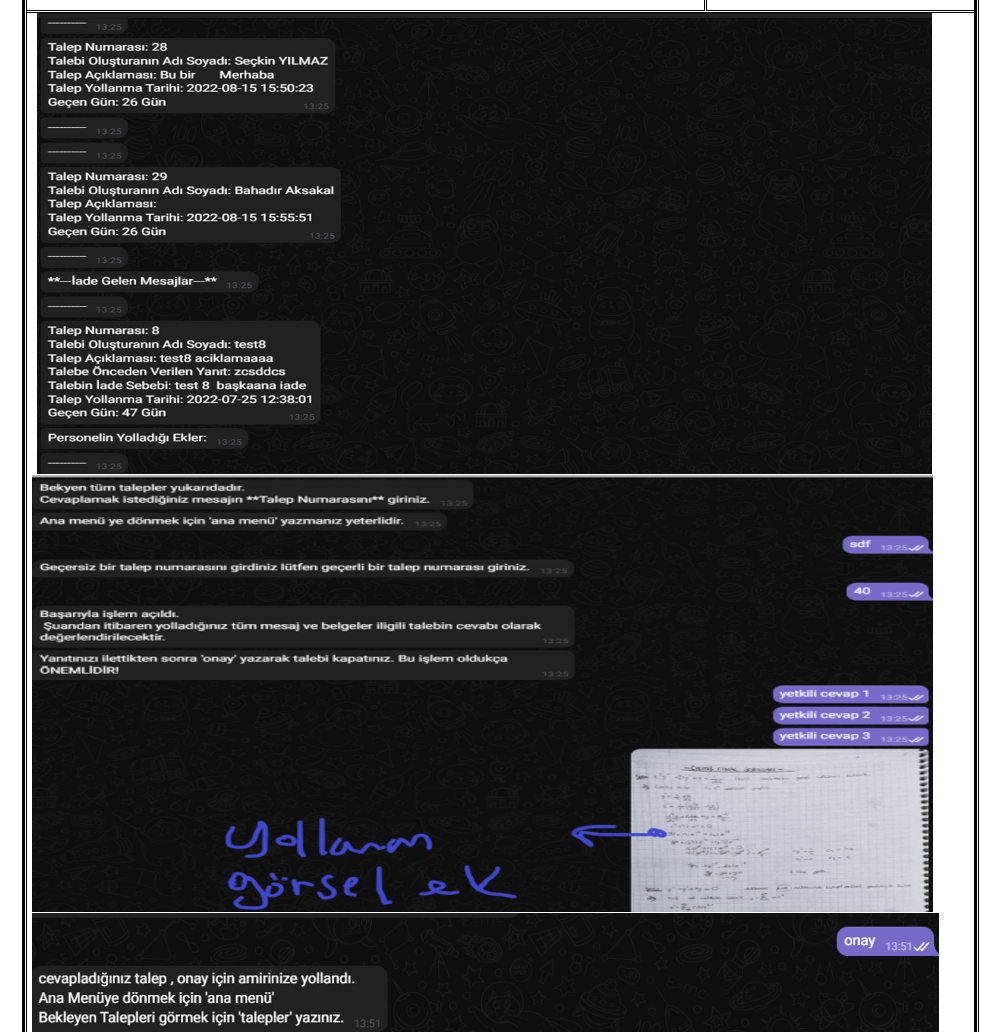 ---------- 13:25
Talep Numarası: 28
Talebi Oluşturanın Adı Soyadı: Seçkin YILMAZ
Talep Açıklaması: Bu bir Merhaba
Talep Yollanma Tarihi: 2022-08-15 15:50:23
Geçen Gün: 26 Gün
13:25
---------- 13:25
---------- 13:25
Talep Numarası: 29
Talebi Oluşturanın Adı Soyadı: Bahadır Aksakal
Talep Açıklaması:
Talep Yollanma Tarihi: 2022-08-15 15:55:51
Geçen Gün: 26 Gün
13:25
---------- 13:25
**---İade Gelen Mesajlar---** 13:25
---------- 13:25
Talep Numarası: 8
Talebi Oluşturanın Adı Soyadı: test8
Talep Açıklaması: test8 aciklamaaaa
Talebe Önceden Verilen Yanıt: zcsddcs
Talebin İade Sebebi: test 8 başkaana iade
Talep Yollanma Tarihi: 2022-07-25 12:38:01
Geçen Gün: 47 Gün
13:25
Personelin Yolladığı Ekler: 13:25
---------- 13:25
Bekyen tüm talepler yukarıdadır.
Cevaplamak istediğiniz mesajın **Talep Numarasını** giriniz. 13:25
Ana menü ye dönmek için 'ana menü' yazmanız yeterlidir. 13:25
sdf 13:25
Geçersiz bir talep numarasını girdiniz lütfen geçerli bir talep numarası giriniz. 13:25
40 13:25
Başarıyla işlem açıldı.
Şuandan itibaren yolladığınız tüm mesaj ve belgeler iligili talebin cevabı olarak
değerlendirilecektir.
13:25
Yanıtınızı ilettikten sonra 'onay' yazarak talebi kapatınız. Bu işlem oldukça
ÖNEMLİDİR!
13:25
yetkili cevap 1 13:25
yetkili cevap 2 13:25
yetkili cevap 3 13:25
yollanan
görsel ek
onay 13:51
cevapladığınız talep , onay için amirinize yollandı.
Ana Menüye dönmek için 'ana menü'
Bekleyen Talepleri görmek için 'talepler' yazınız. 13:51